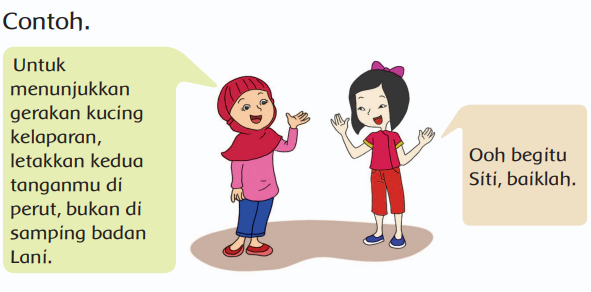 Contoh.
Untuk
menunjukkan
gerakan kucing
kelaparan,
letakkan kedua
tanganmu di
perut, bukan di
samping badan
Lani.
Ooh begitu
Siti, baiklah.